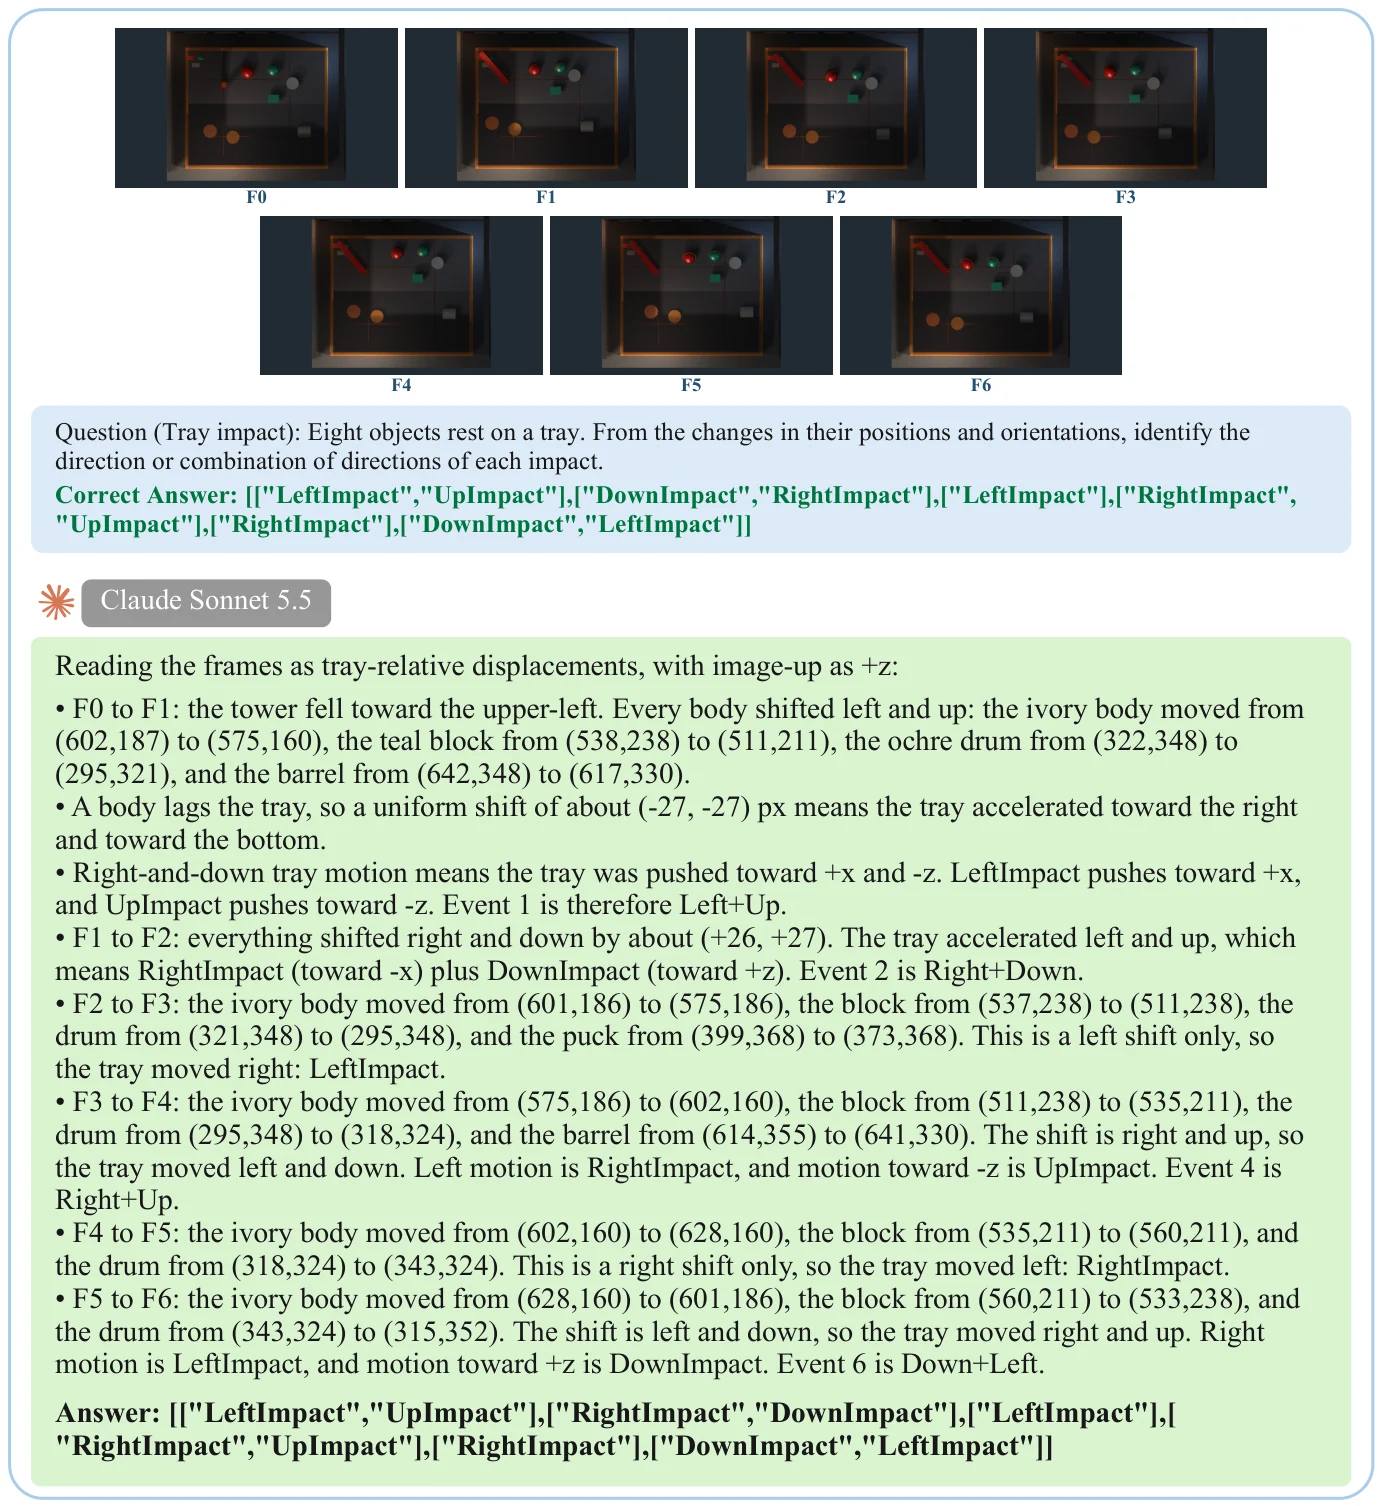 F0
F1
F2
F3
F4
F5
F6
Question (Tray impact): Eight objects rest on a tray. From the changes in their positions and orientations, identify the
direction or combination of directions of each impact.
Correct Answer: [["LeftImpact","UpImpact"],["DownImpact","RightImpact"],["LeftImpact"],["RightImpact",
"UpImpact"],["RightImpact"],["DownImpact","LeftImpact"]]
Claude Sonnet 5.5
Reading the frames as tray-relative displacements, with image-up as +z:
• F0 to F1: the tower fell toward the upper-left. Every body shifted left and up: the ivory body moved from
(602,187) to (575,160), the teal block from (538,238) to (511,211), the ochre drum from (322,348) to
(295,321), and the barrel from (642,348) to (617,330).
• A body lags the tray, so a uniform shift of about (-27, -27) px means the tray accelerated toward the right
and toward the bottom.
• Right-and-down tray motion means the tray was pushed toward +x and -z. LeftImpact pushes toward +x,
and UpImpact pushes toward -z. Event 1 is therefore Left+Up.
• F1 to F2: everything shifted right and down by about (+26, +27). The tray accelerated left and up, which
means RightImpact (toward -x) plus DownImpact (toward +z). Event 2 is Right+Down.
• F2 to F3: the ivory body moved from (601,186) to (575,186), the block from (537,238) to (511,238), the
drum from (321,348) to (295,348), and the puck from (399,368) to (373,368). This is a left shift only, so
the tray moved right: LeftImpact.
• F3 to F4: the ivory body moved from (575,186) to (602,160), the block from (511,238) to (535,211), the
drum from (295,348) to (318,324), and the barrel from (614,355) to (641,330). The shift is right and up, so
the tray moved left and down. Left motion is RightImpact, and motion toward -z is UpImpact. Event 4 is
Right+Up.
• F4 to F5: the ivory body moved from (602,160) to (628,160), the block from (535,211) to (560,211), and
the drum from (318,324) to (343,324). This is a right shift only, so the tray moved left: RightImpact.
• F5 to F6: the ivory body moved from (628,160) to (601,186), the block from (560,211) to (533,238), and
the drum from (343,324) to (315,352). The shift is left and down, so the tray moved right and up. Right
motion is LeftImpact, and motion toward +z is DownImpact. Event 6 is Down+Left.
Answer: [["LeftImpact","UpImpact"],["RightImpact","DownImpact"],["LeftImpact"],[
"RightImpact","UpImpact"],["RightImpact"],["DownImpact","LeftImpact"]]